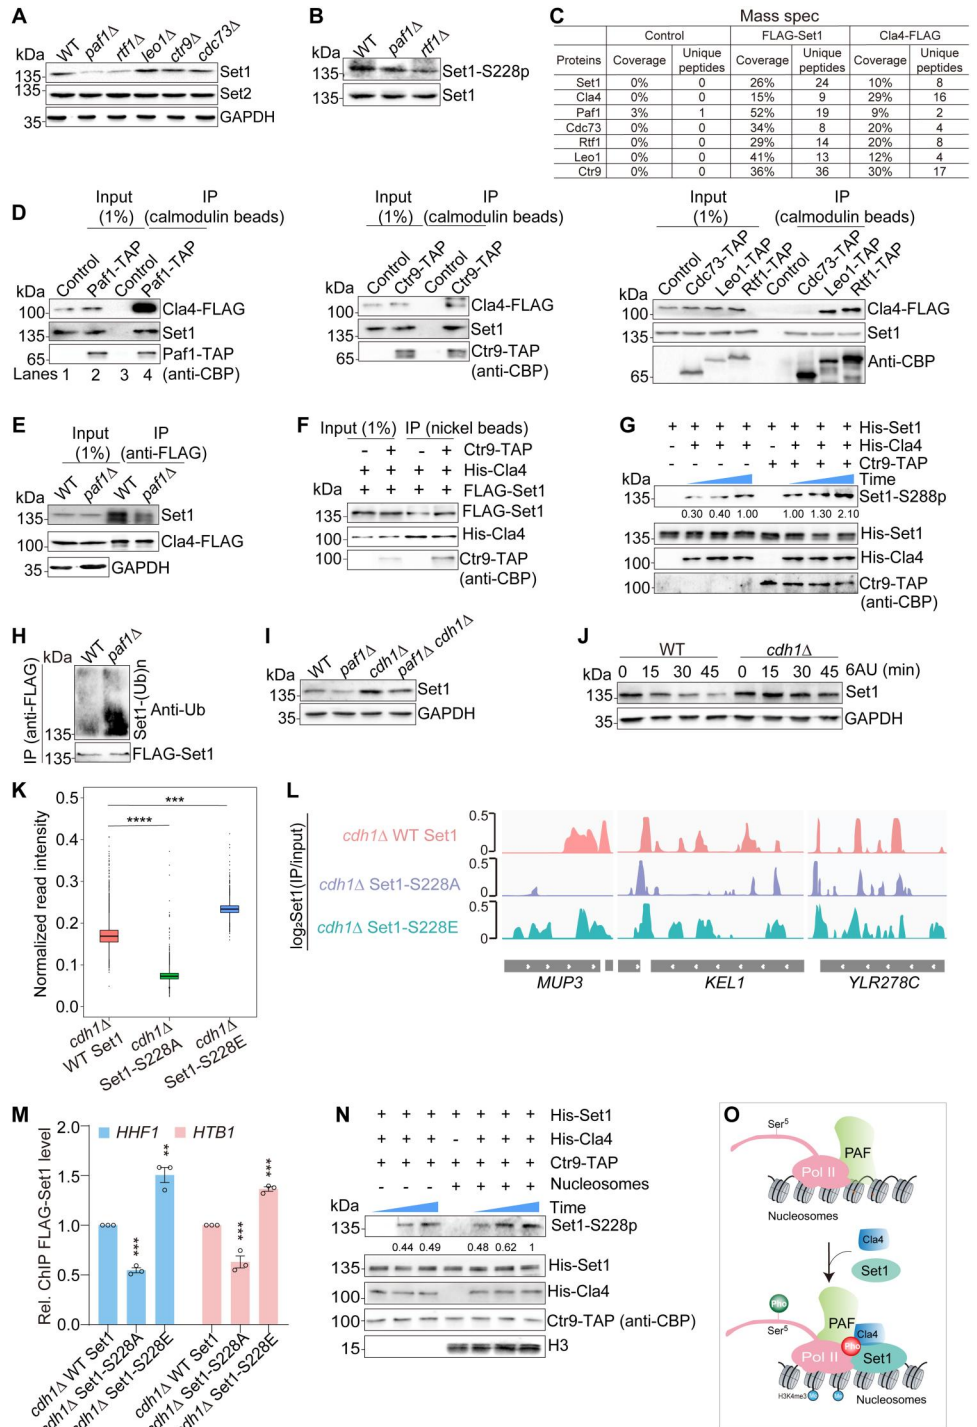 A
kDa
WT
paf1Δ
rtf1Δ
leo1Δ
ctr9Δ
cdc73Δ
135
Set1
135
Set2
35
GAPDH
B
kDa
WT
paf1Δ
rtf1Δ
135
Set1-S228p
135
Set1
C
Mass spec
Control FLAG-Set1 Cla4-FLAG
Proteins Coverage Unique peptides Coverage Unique peptides Coverage Unique peptides
Set1 0% 0 26% 24 10% 8
Cla4 0% 0 15% 9 29% 16
Paf1 3% 1 52% 19 9% 2
Cdc73 0% 0 34% 8 20% 4
Rtf1 0% 0 29% 14 20% 8
Leo1 0% 0 41% 13 12% 4
Ctr9 0% 0 36% 36 30% 17
D
Input (1%)
IP (calmodulin beads)
kDa
Control
Paf1-TAP
Control
Paf1-TAP
100
Cla4-FLAG
135
Set1
65
Paf1-TAP (anti-CBP)
Lanes 1 2 3 4
Input (1%)
IP (calmodulin beads)
kDa
Control
Ctr9-TAP
Control
Ctr9-TAP
100
Cla4-FLAG
135
Set1
65
Ctr9-TAP (anti-CBP)
Input (1%)
IP (calmodulin beads)
kDa
Control
Cdc73-TAP
Leo1-TAP
Rtf1-TAP
Control
Cdc73-TAP
Leo1-TAP
Rtf1-TAP
100
Cla4-FLAG
135
Set1
65
Anti-CBP
E
Input (1%)
IP (anti-FLAG)
kDa
WT
paf1Δ
WT
paf1Δ
135
Set1
100
Cla4-FLAG
35
GAPDH
F
Input (1%) IP (nickel beads)
- + - + Ctr9-TAP
+ + + + His-Cla4
+ + + + FLAG-Set1
kDa
135
FLAG-Set1
100
His-Cla4
100
Ctr9-TAP (anti-CBP)
G
+ + + + + + + + His-Set1
- + + + - + + + His-Cla4
- - - - + + + + Ctr9-TAP
kDa
Time
135
Set1-S288p
0.30 0.40 1.00 1.00 1.30 2.10
135
His-Set1
100
His-Cla4
100
Ctr9-TAP (anti-CBP)
H
IP (anti-FLAG)
kDa
WT
paf1Δ
Set1-(Ub)n
Anti-Ub
135
135
FLAG-Set1
I
kDa
WT
paf1Δ
cdh1Δ
paf1Δ cdh1Δ
135
Set1
35
GAPDH
J
WT cdh1Δ
kDa
0 15 30 45 0 15 30 45 6AU (min)
135
Set1
35
GAPDH
K
Normalized read intensity
0.5
0.4
0.3
0.2
0.1
0.0
***
****
cdh1Δ WT Set1
cdh1Δ Set1-S228A
cdh1Δ Set1-S228E
L
log₂Set1(IP/input)
cdh1Δ WT Set1
0.5
0
cdh1Δ Set1-S228A
0.5
0
cdh1Δ Set1-S228E
0.5
0
MUP3 KEL1 YLR278C
M
HHF1 HTB1
Rel. ChIP FLAG-Set1 level
2.0
1.5
1.0
0.5
0.0
***
**
***
***
cdh1Δ WT Set1
cdh1Δ Set1-S228A
cdh1Δ Set1-S228E
cdh1Δ WT Set1
cdh1Δ Set1-S228A
cdh1Δ Set1-S228E
N
+ + + + + + + His-Set1
+ + + - + + + His-Cla4
+ + + + + + + Ctr9-TAP
- - - + + + + Nucleosomes
kDa
Time
135
Set1-S228p
0.44 0.49 0.48 0.62 1
135
His-Set1
100
His-Cla4
100
Ctr9-TAP (anti-CBP)
15
H3
O
Ser⁵
PAF
Pol II
Nucleosomes
Cla4
Set1
Pho
Ser⁵
PAF
Cla4
Pho
Pol II
Set1
H3K4me3
Nucleosomes